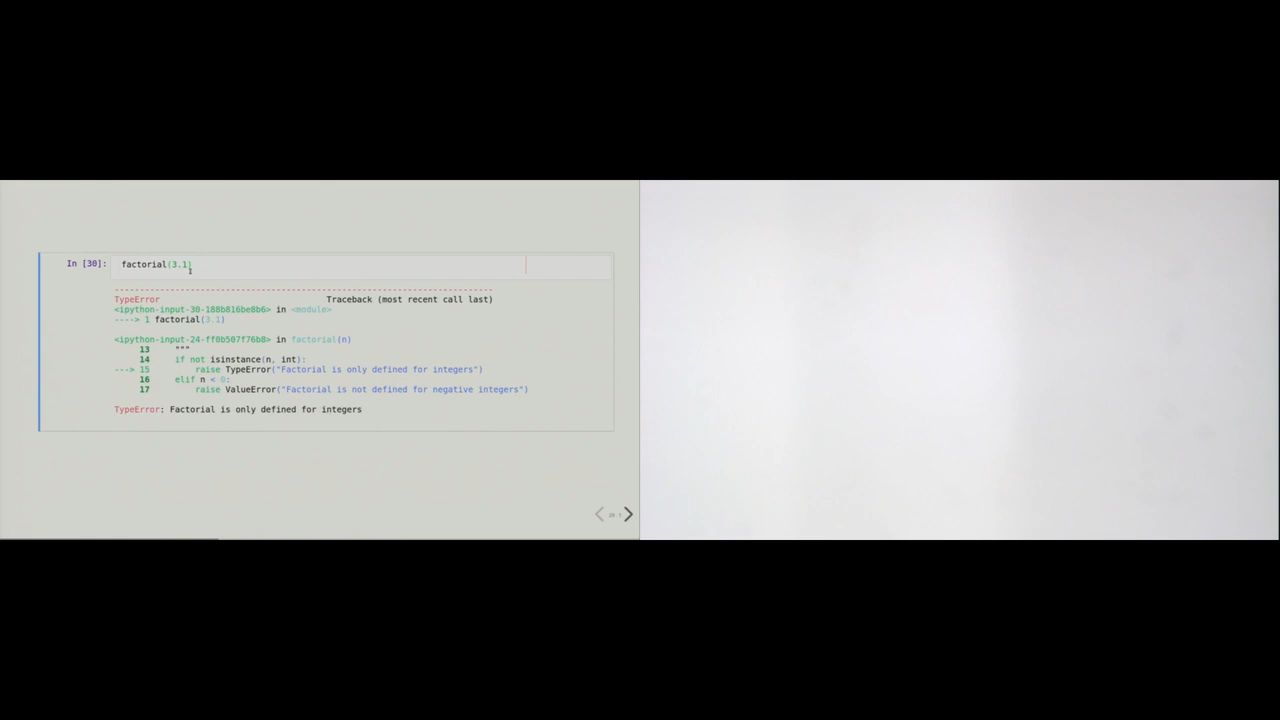 In [30]: factorial(3.1)
---------------------------------------------------------------------------
TypeError Traceback (most recent call last)
<ipython-input-30-188b816be8b6> in <module>
----> 1 factorial(3.1)
<ipython-input-24-ff0b507f76b8> in factorial(n)
13 """
14 if not isinstance(n, int):
---> 15 raise TypeError("Factorial is only defined for integers")
16 elif n < 0:
17 raise ValueError("Factorial is not defined for negative integers")
TypeError: Factorial is only defined for integers